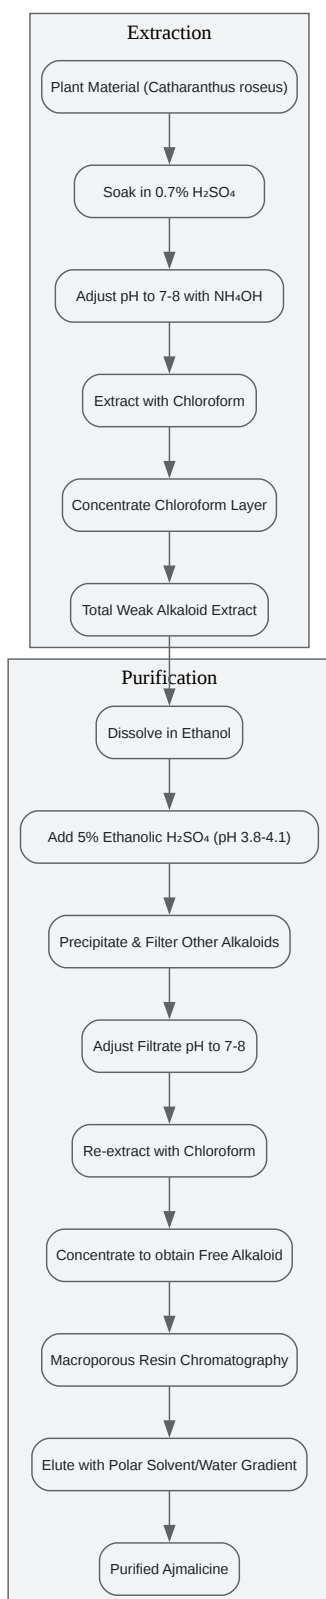 Extraction
Plant Material (Catharanthus roseus)
Soak in 0.7% H₂SO₄
Adjust pH to 7-8 with NH₄OH
Extract with Chloroform
Concentrate Chloroform Layer
Total Weak Alkaloid Extract
Purification
Dissolve in Ethanol
Add 5% Ethanolic H₂SO₄ (pH 3.8-4.1)
Precipitate & Filter Other Alkaloids
Adjust Filtrate pH to 7-8
Re-extract with Chloroform
Concentrate to obtain Free Alkaloid
Macroporous Resin Chromatography
Elute with Polar Solvent/Water Gradient
Purified Ajmalicine